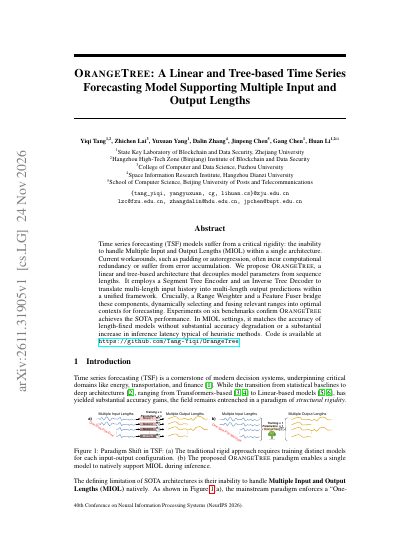 ORANGETREE: A Linear and Tree-based Time Series
Forecasting Model Supporting Multiple Input and
Output Lengths
Yiqi Tang, Zhichen Lai, Yuxuan Yang, Dalin Zhang, Jinpeng Chen, Gang Chen, Huan Li
State Key Laboratory of Blockchain and Data Security, Zhejiang University
Hangzhou High-Tech Zone (Binjiang) Institute of Blockchain and Data Security
College of Computer and Data Science, Fuzhou University
Space Information Research Institute, Hangzhou Dianzi University
School of Computer Science, Beijing University of Posts and Telecommunications
{tang_yiqi, yangyuxuan, cg, lihuan.cs}@zju.edu.cn
lzc@fzu.edu.cn, zhangdalin@hdu.edu.cn, jpchen@bupt.edu.cn
Abstract
Time series forecasting (TSF) models suffer from a critical rigidity: the inability
to handle Multiple Input and Output Lengths (MIOL) within a single architecture.
Current workarounds, such as padding or autoregression, often incur computational
redundancy or suffer from error accumulation. We propose ORANGETREE, a
linear and tree-based architecture that decouples model parameters from sequence
lengths. It employs a Segment Tree Encoder and an Inverse Tree Decoder to
translate multi-length input history into multi-length output predictions within
a unified framework. Crucially, a Range Weighter and a Feature Fuser bridge
these components, dynamically selecting and fusing relevant ranges into optimal
contexts for forecasting. Experiments on six benchmarks confirm ORANGETREE
achieves the SOTA performance. In MIOL settings, it matches the accuracy of
length-fixed models without substantial accuracy degradation or a substantial
increase in inference latency typical of heuristic methods. Code is available at
https://github.com/Tang-Yiqi/OrangeTree
1 Introduction
Time series forecasting (TSF) is a cornerstone of modern decision systems, underpinning critical
domains like energy, transportation, and finance [1]. While the transition from statistical baselines to
deep architectures [2], ranging from Transformers-based [3,4] to Linear-based models [5,6], has
yielded substantial accuracy gains, the field remains entrenched in a paradigm of structural rigidity.
a) Multiple Input Lengths Multiple Output Lengths b) Multiple Input Lengths Multiple Output Lengths
Figure 1: Paradigm Shift in TSF: (a) The traditional rigid approach requires training distinct models
for each input-output configuration. (b) The proposed ORANGETREE paradigm enables a single
model to natively support MIOL during inference.
The defining limitation of SOTA architectures is their inability to handle Multiple Input and Output
Lengths (MIOL) natively. As shown in Figure 1(a), the mainstream paradigm enforces a "One-
40th Conference on Neural Information Processing Systems (NeurIPS 2026)
arXiv:2611.31905v1 [cs.LG] 24 Nov 2026